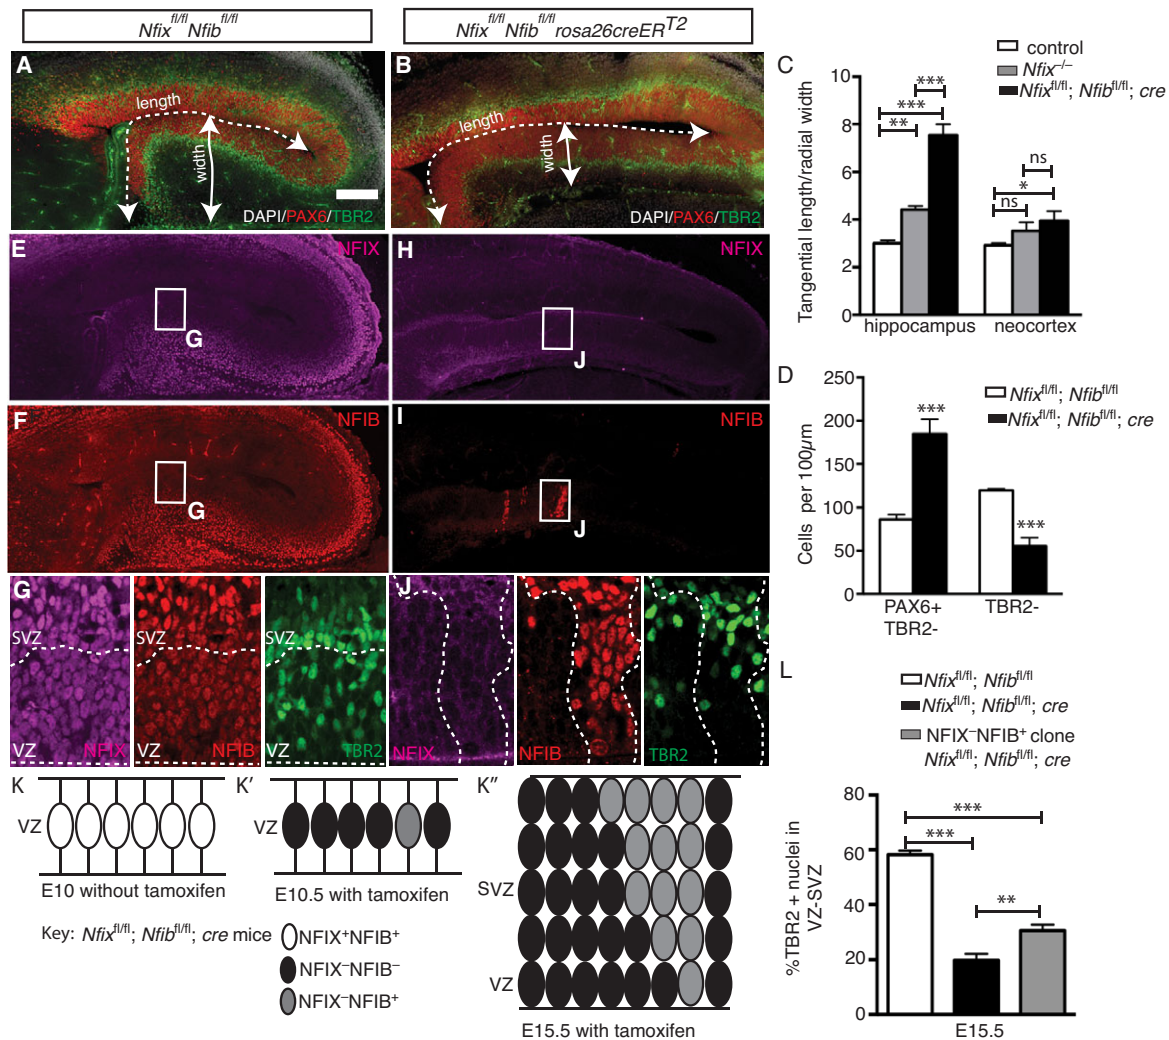 Nfix^fl/fl Nfib^fl/fl
Nfix^fl/fl Nfib^fl/fl rosa26creER^T2
A
length
width
DAPI/PAX6/TBR2
B
length
width
DAPI/PAX6/TBR2
C
control
Nfix^–/–
Nfix^fl/fl; Nfib^fl/fl; cre
Tangential length/radial width
10
8
6
4
2
0
***
***
**
ns
*
ns
hippocampus
neocortex
E
NFIX
G
H
NFIX
J
F
NFIB
G
I
NFIB
J
D
Nfix^fl/fl; Nfib^fl/fl
Nfix^fl/fl; Nfib^fl/fl; cre
Cells per 100µm
250
200
150
100
50
0
***
***
PAX6+
TBR2-
TBR2-
G
SVZ
VZ
NFIX
SVZ
VZ
NFIB
SVZ
VZ
TBR2
J
NFIX
NFIB
TBR2
K
VZ
E10 without tamoxifen
K′
VZ
E10.5 with tamoxifen
Key: Nfix^fl/fl; Nfib^fl/fl; cre mice
NFIX⁺NFIB⁺
NFIX⁻NFIB⁻
NFIX⁻NFIB⁺
K″
SVZ
VZ
E15.5 with tamoxifen
L
Nfix^fl/fl; Nfib^fl/fl
Nfix^fl/fl; Nfib^fl/fl; cre
NFIX⁻NFIB⁺ clone
Nfix^fl/fl; Nfib^fl/fl; cre
%TBR2 + nuclei in
VZ-SVZ
80
60
40
20
0
***
***
**
E15.5